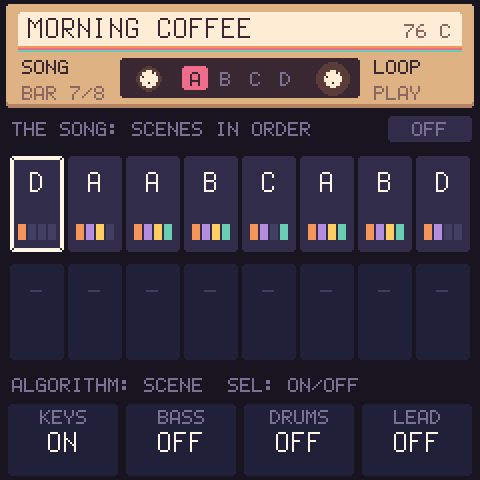 MORNING COFFEE 76 C
SONG A B C D LOOP
BAR 7/8 PLAY
THE SONG: SCENES IN ORDER OFF
D A A B C A B D
– – – – – – – –
ALGORITHM: SCENE SEL: ON/OFF
KEYS BASS DRUMS LEAD
ON OFF OFF OFF